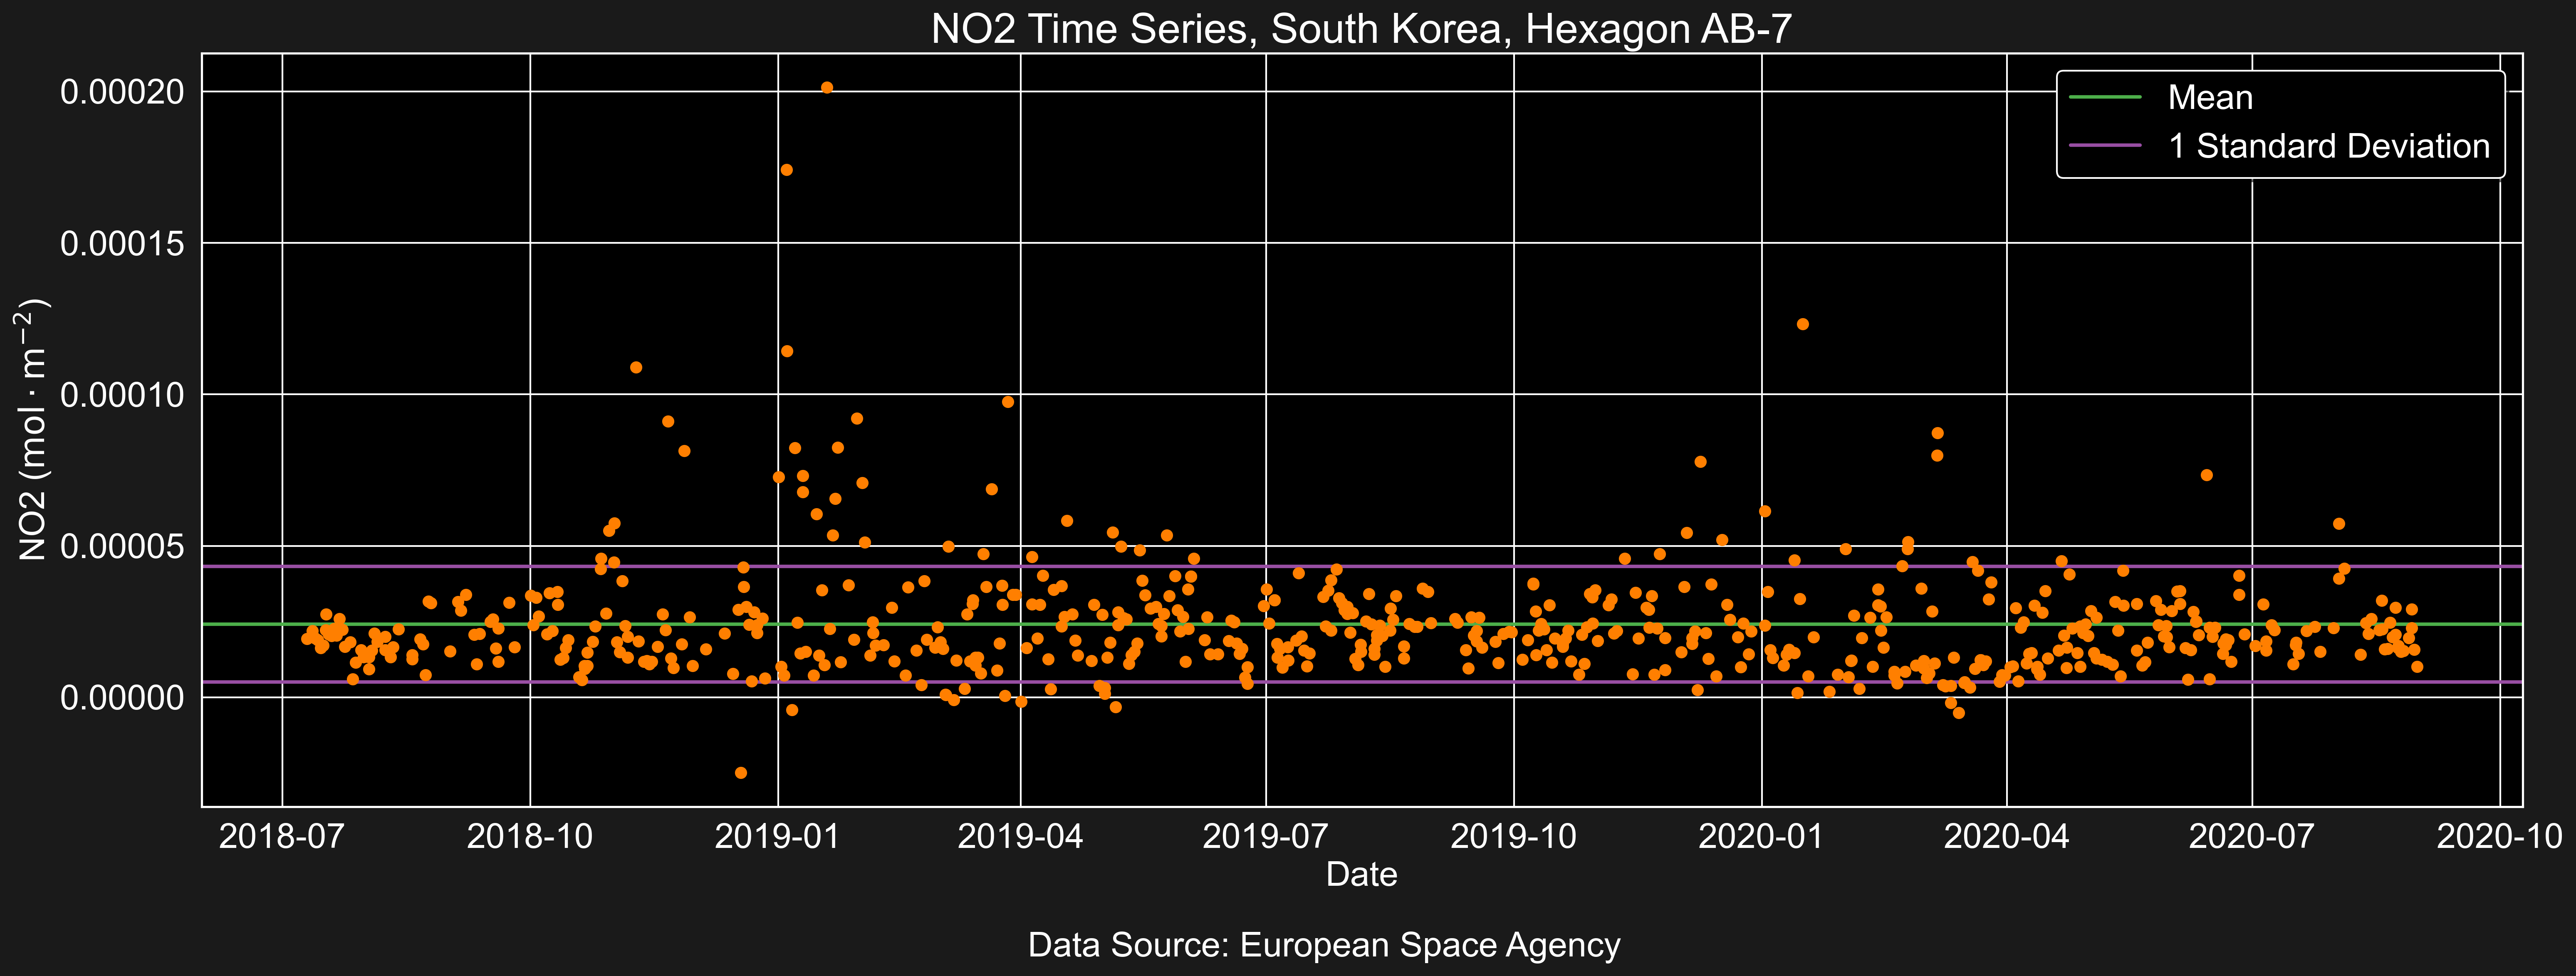 NO2 Time Series, South Korea, Hexagon AB-7
Mean
1 Standard Deviation
NO2 (mol · m⁻²)
0.00020
0.00015
0.00010
0.00005
0.00000
2018-07 2018-10 2019-01 2019-04 2019-07 2019-10 2020-01 2020-04 2020-07 2020-10
Date
Data Source: European Space Agency